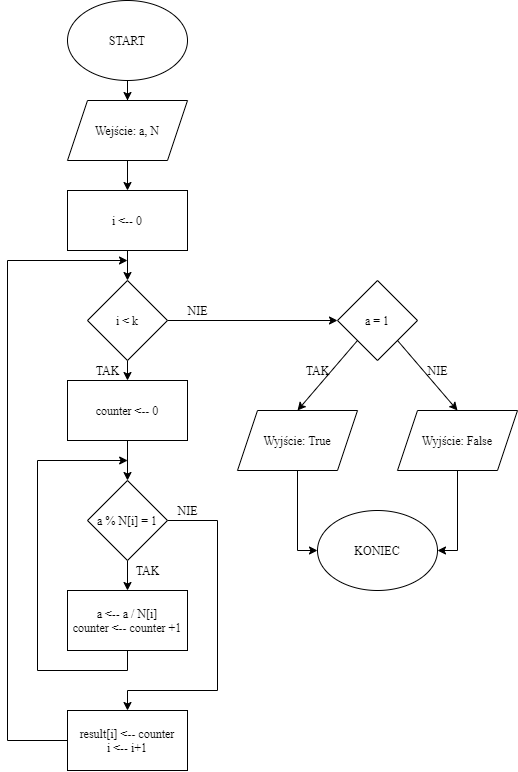 START
Wejście: a, N
i <-- 0
i < k
NIE
a = 1
TAK
counter <-- 0
TAK
NIE
Wyjście: True
Wyjście: False
a % N[i] = 1
NIE
KONIEC
TAK
a <-- a / N[i]
counter <-- counter +1
result[i] <-- counter
i <-- i+1